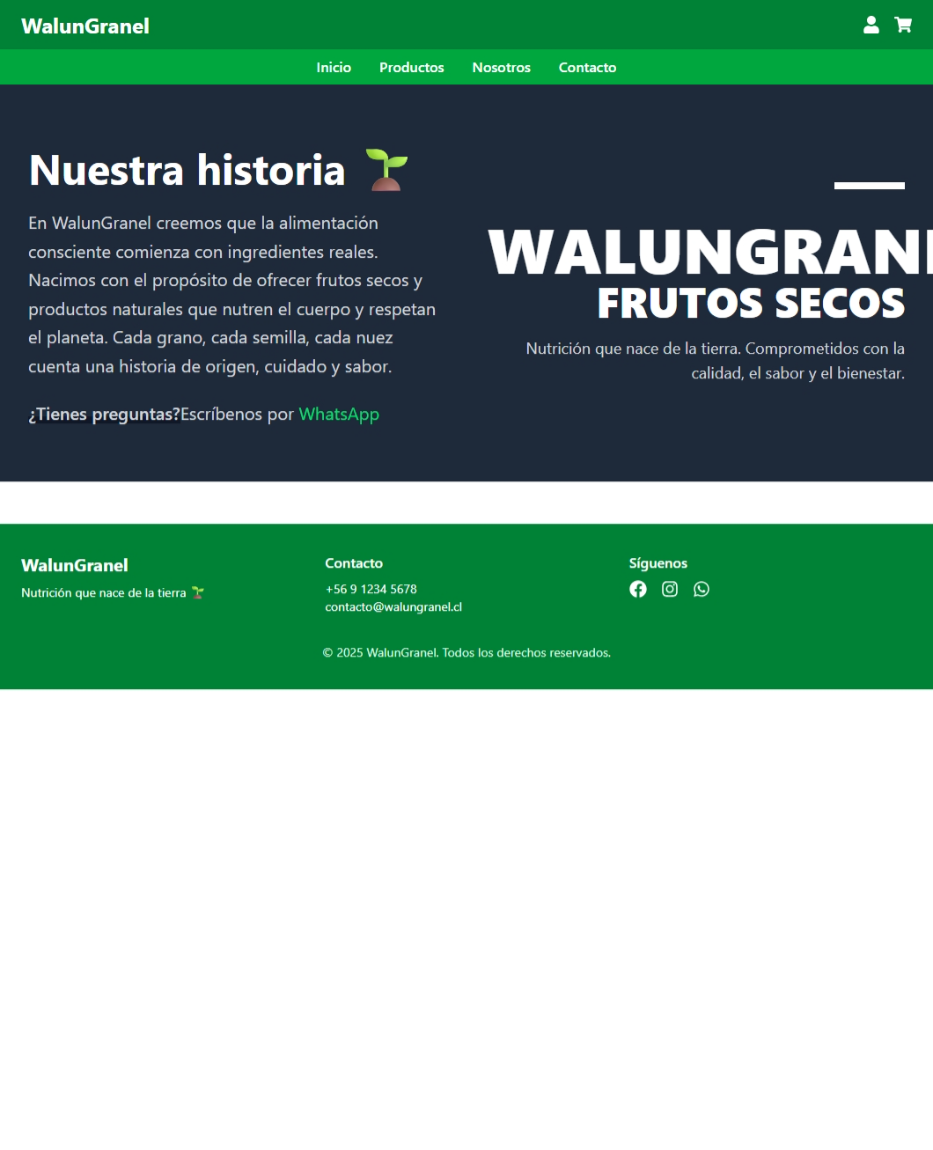 WalunGranel
Inicio Productos Nosotros Contacto
Nuestra historia 🌱
En WalunGranel creemos que la alimentación
consciente comienza con ingredientes reales.
Nacimos con el propósito de ofrecer frutos secos y
productos naturales que nutren el cuerpo y respetan
el planeta. Cada grano, cada semilla, cada nuez
cuenta una historia de origen, cuidado y sabor.
¿Tienes preguntas?Escríbenos por WhatsApp
WALUNGRAN
FRUTOS SECOS
Nutrición que nace de la tierra. Comprometidos con la
calidad, el sabor y el bienestar.
WalunGranel
Nutrición que nace de la tierra 🌱
Contacto
+56 9 1234 5678
contacto@walungranel.cl
Síguenos
© 2025 WalunGranel. Todos los derechos reservados.